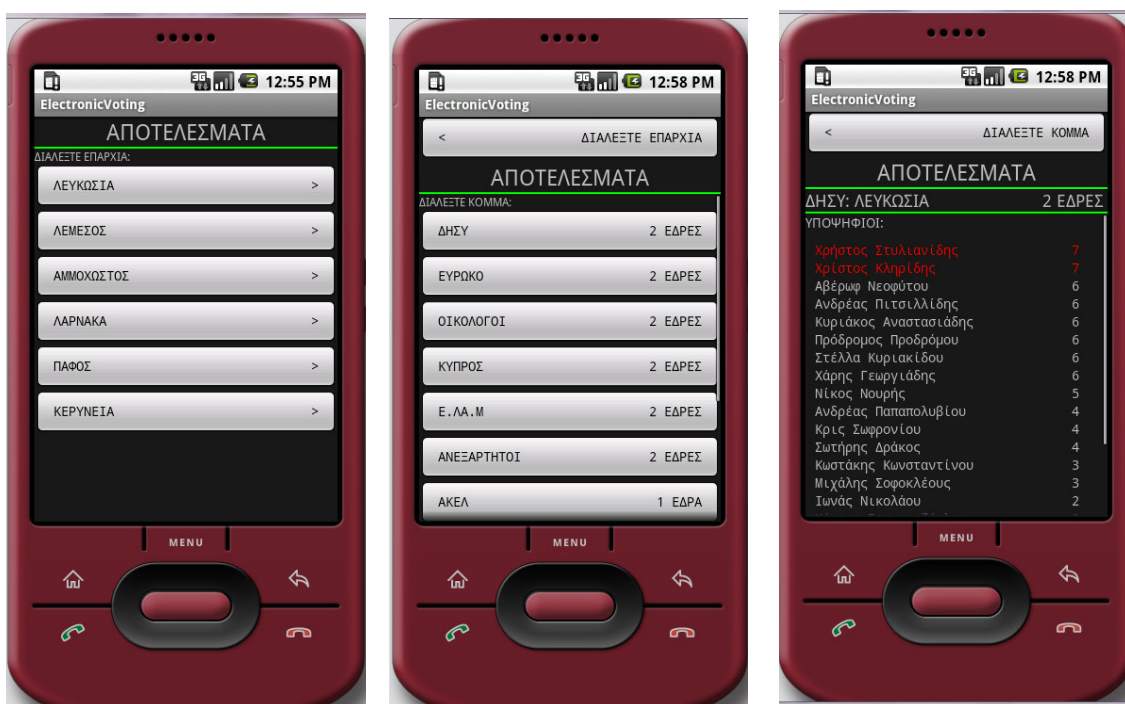 12:55 PM
ElectronicVoting
ΑΠΟΤΕΛΕΣΜΑΤΑ
ΔΙΑΛΕΞΤΕ ΕΠΑΡΧΙΑ:
ΛΕΥΚΩΣΙΑ >
ΛΕΜΕΣΟΣ >
ΑΜΜΟΧΩΣΤΟΣ >
ΛΑΡΝΑΚΑ >
ΠΑΦΟΣ >
ΚΕΡΥΝΕΙΑ >
MENU
3G 12:58 PM
ElectronicVoting
< ΔΙΑΛΕΞΤΕ ΕΠΑΡΧΙΑ
ΑΠΟΤΕΛΕΣΜΑΤΑ
ΔΙΑΛΕΞΤΕ ΚΟΜΜΑ:
ΔΗΣΥ 2 ΕΔΡΕΣ
ΕΥΡΩΚΟ 2 ΕΔΡΕΣ
ΟΙΚΟΛΟΓΟΙ 2 ΕΔΡΕΣ
ΚΥΠΡΟΣ 2 ΕΔΡΕΣ
Ε.ΛΑ.Μ 2 ΕΔΡΕΣ
ΑΝΕΞΑΡΤΗΤΟΙ 2 ΕΔΡΕΣ
ΑΚΕΛ 1 ΕΔΡΑ
MENU
3G 12:58 PM
ElectronicVoting
< ΔΙΑΛΕΞΤΕ ΚΟΜΜΑ
ΑΠΟΤΕΛΕΣΜΑΤΑ
ΔΗΣΥ: ΛΕΥΚΩΣΙΑ 2 ΕΔΡΕΣ
ΥΠΟΨΗΦΙΟΙ:
Χρήστος Στυλιανίδης 7
Χρίστος Κληρίδης 7
Αβέρωφ Νεοφύτου 6
Ανδρέας Πιτσιλλίδης 6
Κυριάκος Αναστασιάδης 6
Πρόδρομος Προδρόμου 6
Στέλλα Κυριακίδου 6
Χάρης Γεωργιάδης 6
Νίκος Νουρής 5
Ανδρέας Παπαπολυβίου 4
Κρις Σωφρονίου 4
Σωτήρης Δράκος 4
Κωστάκης Κωνσταντίνου 3
Μιχάλης Σοφοκλέους 3
Ιωνάς Νικολάου 2
MENU